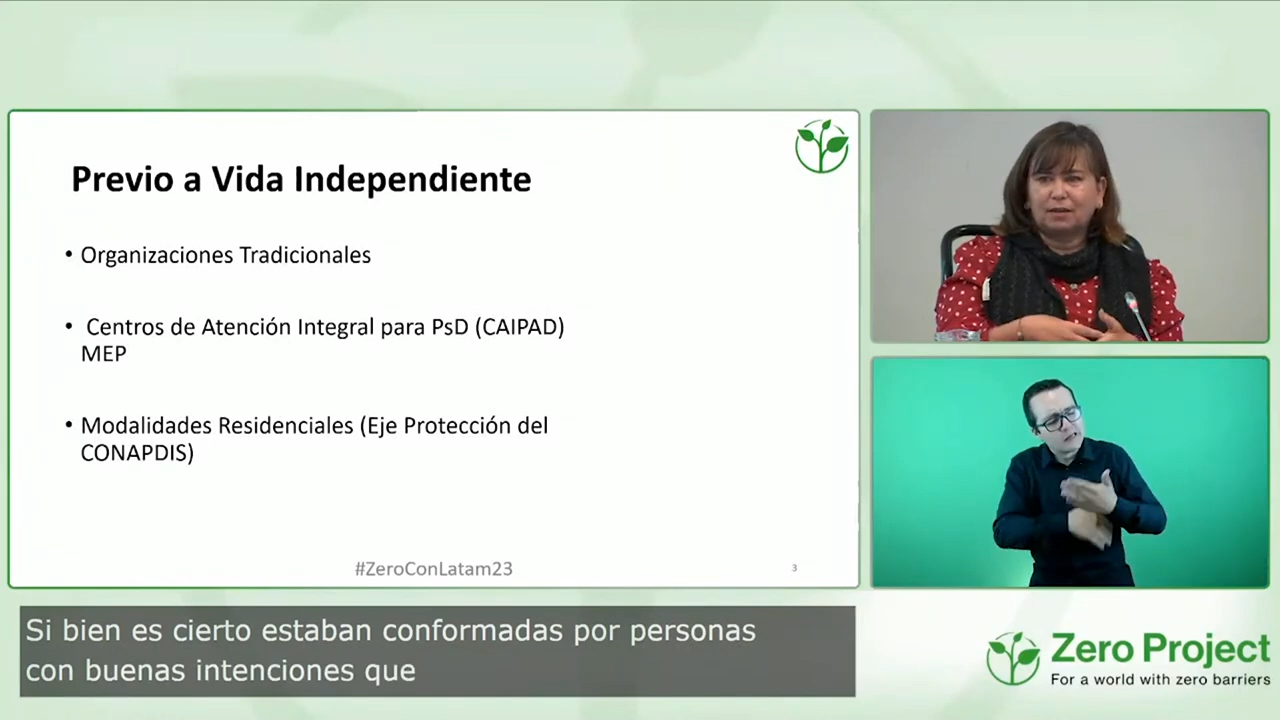 Previo a Vida Independiente
• Organizaciones Tradicionales
• Centros de Atención Integral para PsD (CAIPAD)
MEP
• Modalidades Residenciales (Eje Protección del
CONAPDIS)
#ZeroConLatam23
3
Si bien es cierto estaban conformadas por personas
con buenas intenciones que
Zero Project
For a world with zero barriers